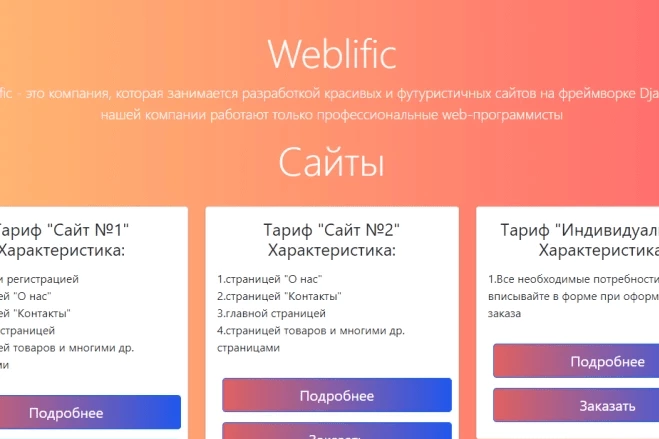 Weblific
fic - это компания, которая занимается разработкой красивых и футуристичных сайтов на фреймворке Dja
нашей компании работают только профессиональные web-программисты
Сайты
тариф "Сайт №1"
Характеристика:
и регистрацией
ей "О нас"
ей "Контакты"
страницей
ей товаров и многими др.
ми
Подробнее
Тариф "Сайт №2"
Характеристика:
1.страницей "О нас"
2.страницей "Контакты"
3.главной страницей
4.страницей товаров и многими др.
страницами
Подробнее
Заказать
Тариф "Индивидуал
Характеристика
1.Все необходимые потребности
вписывайте в форме при оформ
заказа
Подробнее
Заказать